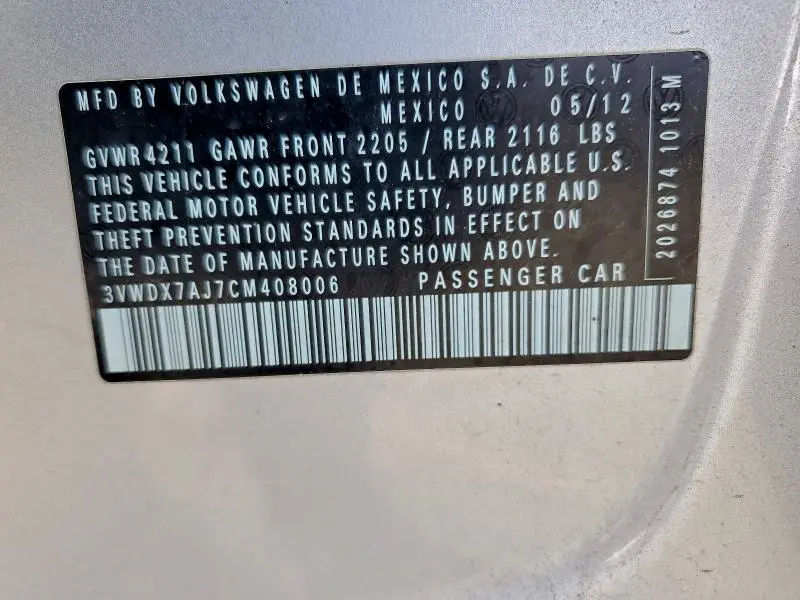 MFD BY VOLKSWAGEN DE MEXICO S.A. DE C.V.
MEXICO 05/12
GVWR 4211 GAWR FRONT 2205 / REAR 2116 LBS
THIS VEHICLE CONFORMS TO ALL APPLICABLE U.S.
FEDERAL MOTOR VEHICLE SAFETY, BUMPER AND
THEFT PREVENTION STANDARDS IN EFFECT ON
THE DATE OF MANUFACTURE SHOWN ABOVE.
3VWDX7AJ7CM408006 PASSENGER CAR
2026874 1013 M